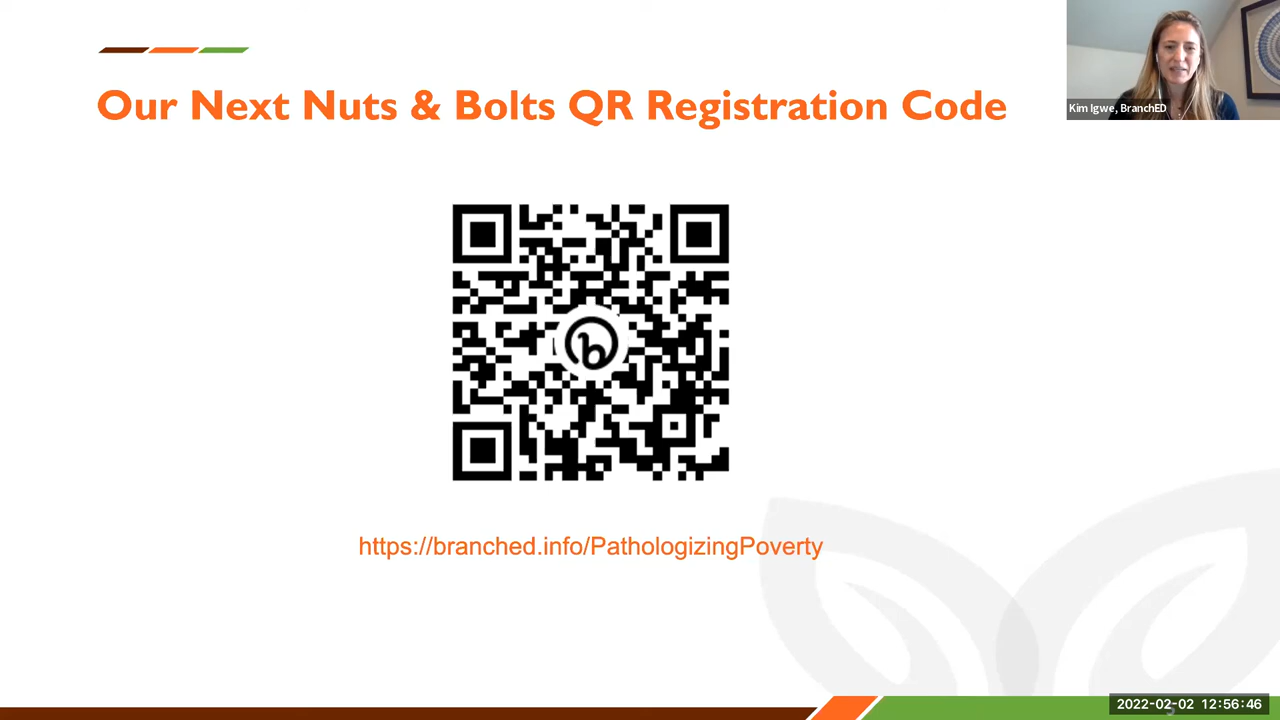 Our Next Nuts & Bolts QR Registration Code
Kim Igwe, BranchED
b
https://branched.info/PathologizingPoverty
2022-02-02 12:56:46